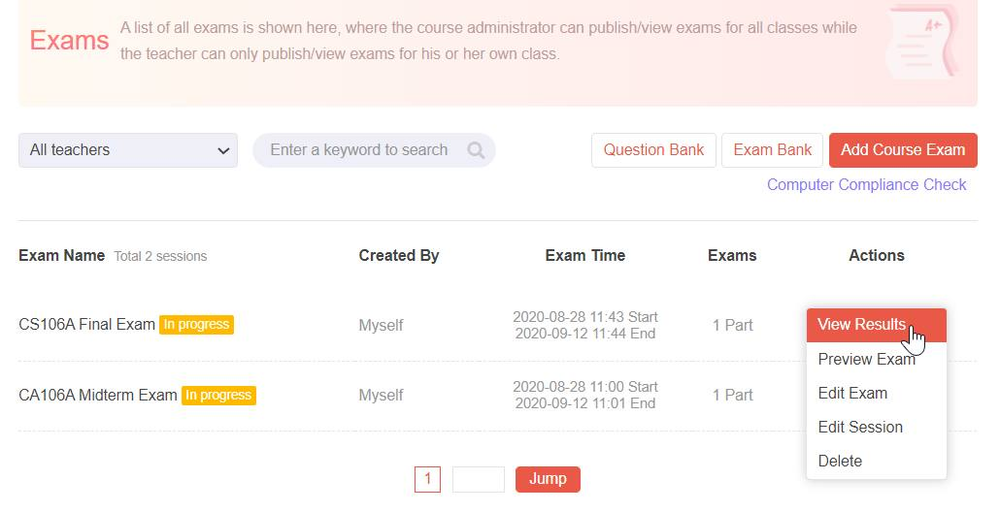 Exams
A list of all exams is shown here, where the course administrator can publish/view exams for all classes while
the teacher can only publish/view exams for his or her own class.
A+
All teachers
Enter a keyword to search
Question Bank
Exam Bank
Add Course Exam
Computer Compliance Check
Exam Name Total 2 sessions Created By Exam Time Exams Actions
CS106A Final Exam In progress Myself 2020-08-28 11:43 Start 1 Part
2020-09-12 11:44 End
View Results
Preview Exam
CA106A Midterm Exam In progress Myself 2020-08-28 11:00 Start 1 Part
2020-09-12 11:01 End
Edit Exam
Edit Session
Delete
1 Jump